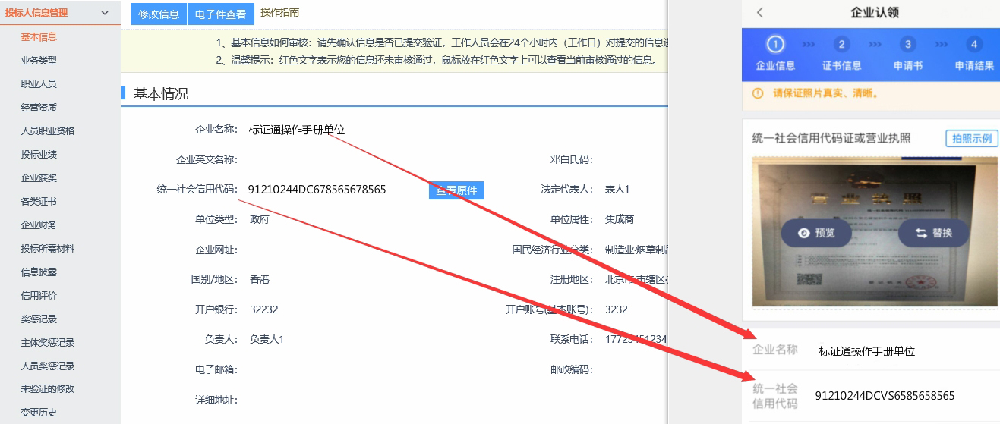 投标人信息管理
基本信息
业务类型
职业人员
经营资质
人员职业资格
投标业绩
企业获奖
各类证书
企业财务
投标所需材料
信息披露
信用评价
奖惩记录
主体奖惩记录
人员奖惩记录
未验证的修改
变更历史
修改信息 电子件查看 操作指南
1、基本信息如何审核：请先确认信息是否已提交验证，工作人员会在24个小时内（工作日）对提交的信息
2、温馨提示：红色文字表示您的信息还未审核通过，鼠标放在红色文字上可以查看当前审核通过的信息。
基本情况
企业名称： 标证通操作手册单位
企业英文名称： 邓白氏码：
统一社会信用代码： 91210244DC678565678565 查看原件 法定代表人： 表人1
单位类型： 政府 单位属性： 集成商
企业网址： 国民经济行业分类： 制造业·烟草制品
国别/地区： 香港 注册地区： 北京市·市辖区·
开户银行： 32232 开户账号(基本账号)： 3232
负责人： 负责人1 联系电话： 17723451234
电子邮箱： 邮政编码：
详细地址：
企业认领
1 2 3 4
企业信息 证书信息 申请书 申请结果
请保证照片真实、清晰。
统一社会信用代码证或营业执照 拍照示例
营业执照
预览 替换
企业名称 标证通操作手册单位
统一社会
信用代码 91210244DCVS6585658565